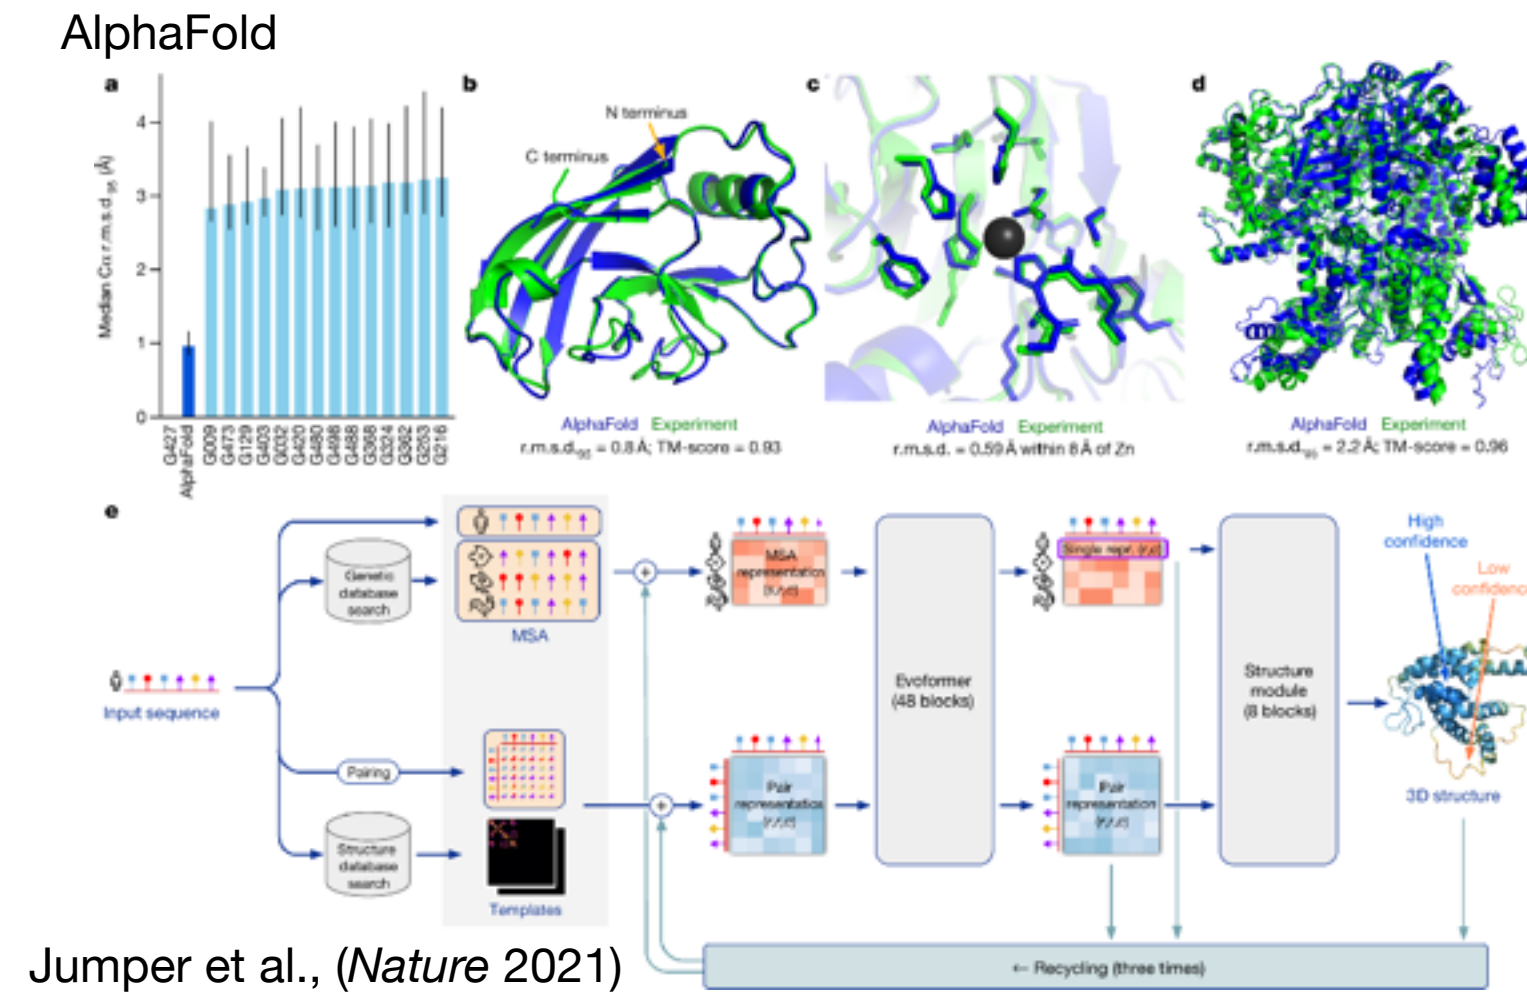 AlphaFold
a
Median Cα r.m.s.d.95 (Å)
4
3
2
1
0
G427
AlphaFold
G009
G473
G129
G403
G032
G420
G480
G498
G488
G368
G324
G362
G253
G216
b
N terminus
C terminus
AlphaFold Experiment
r.m.s.d.95 = 0.8 Å; TM-score = 0.93
c
AlphaFold Experiment
r.m.s.d. = 0.59 Å within 8 Å of Zn
d
AlphaFold Experiment
r.m.s.d.95 = 2.2 Å; TM-score = 0.96
e
Input sequence
Genetic
database
search
MSA
Pairing
Structure
database
search
Templates
MSA
representation
(s,r,c)
Pair
representation
(r,r,c)
Evoformer
(48 blocks)
Single repr. (r,c)
Pair
representation
(r,r,c)
Structure
module
(8 blocks)
High
confidence
Low
confidence
3D structure
← Recycling (three times)
Jumper et al., (Nature 2021)